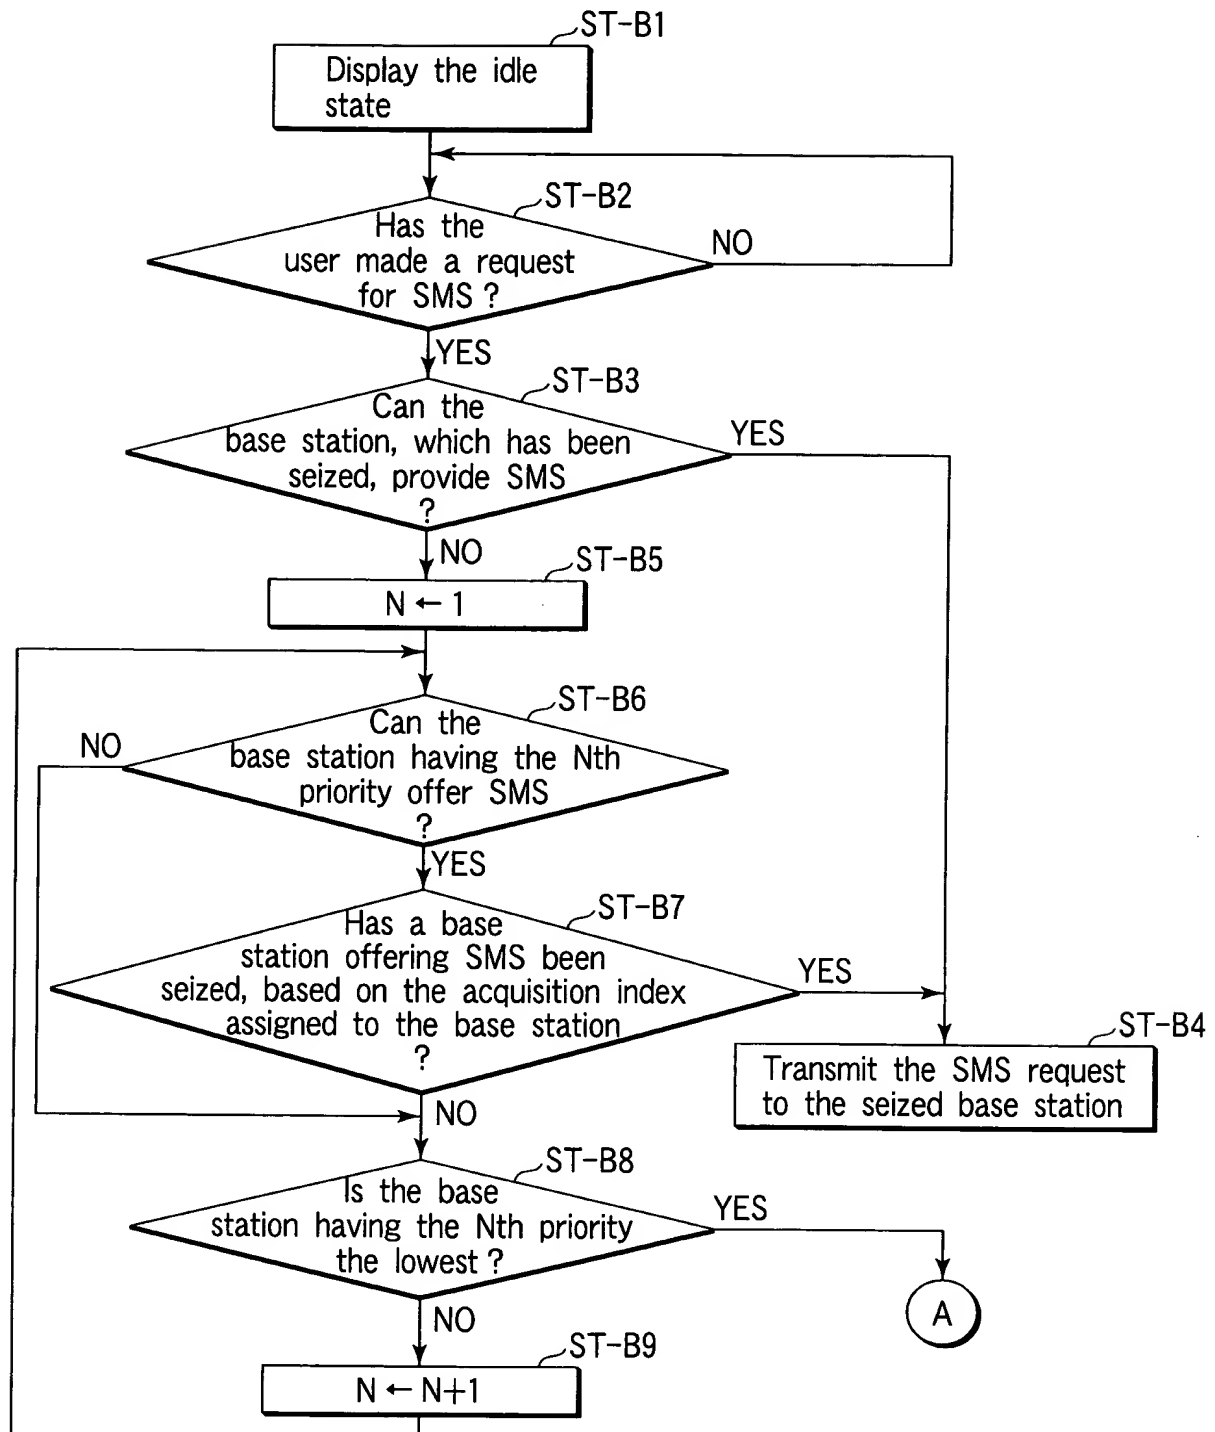 ST-B1
Display the idle
state
ST-B2
Has the
user made a request
for SMS ?
NO
YES
ST-B3
Can the
base station, which has been
seized, provide SMS
?
YES
NO
ST-B5
N ← 1
ST-B6
Can the
base station having the Nth
priority offer SMS
?
NO
YES
ST-B7
Has a base
station offering SMS been
seized, based on the acquisition index
assigned to the base station
?
YES
ST-B4
Transmit the SMS request
to the seized base station
NO
ST-B8
Is the base
station having the Nth priority
the lowest ?
YES
A
NO
ST-B9
N ← N+1